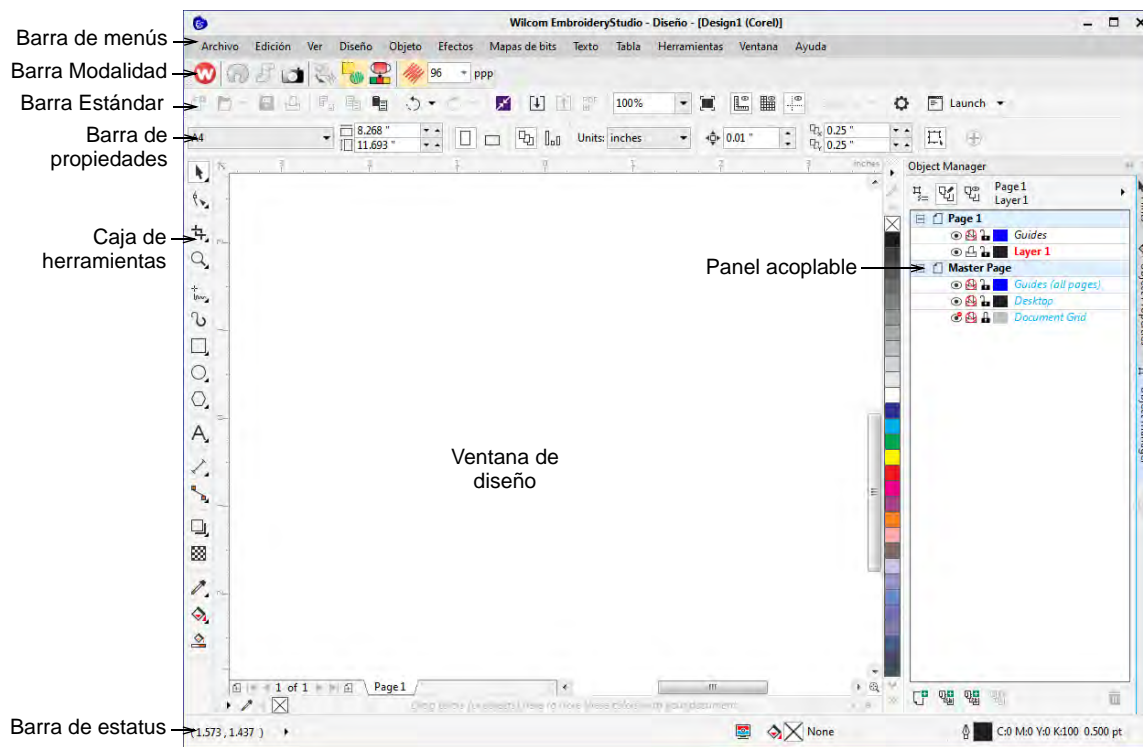 Wilcom EmbroideryStudio - Diseño - [Design1 (Corel)]
Barra de menús
Archivo Edición Ver Diseño Objeto Efectos Mapas de bits Texto Tabla Herramientas Ventana Ayuda
Barra Modalidad
96 ppp
Barra Estándar
PDF
100%
Launch
Barra de
propiedades
A4
8.268 "
11.693 "
Units: inches
0.01 "
0.25 "
0.25 "
inches
Object Manager
Page 1
Layer 1
Page 1
Guides
Layer 1
Master Page
Guides (all pages)
Desktop
Document Grid
Caja de
herramientas
Panel acoplable
Ventana de
diseño
1 of 1
Page 1
Barra de estatus
(1.573, 1.437 )
None
C:0 M:0 Y:0 K:100 0.500 pt